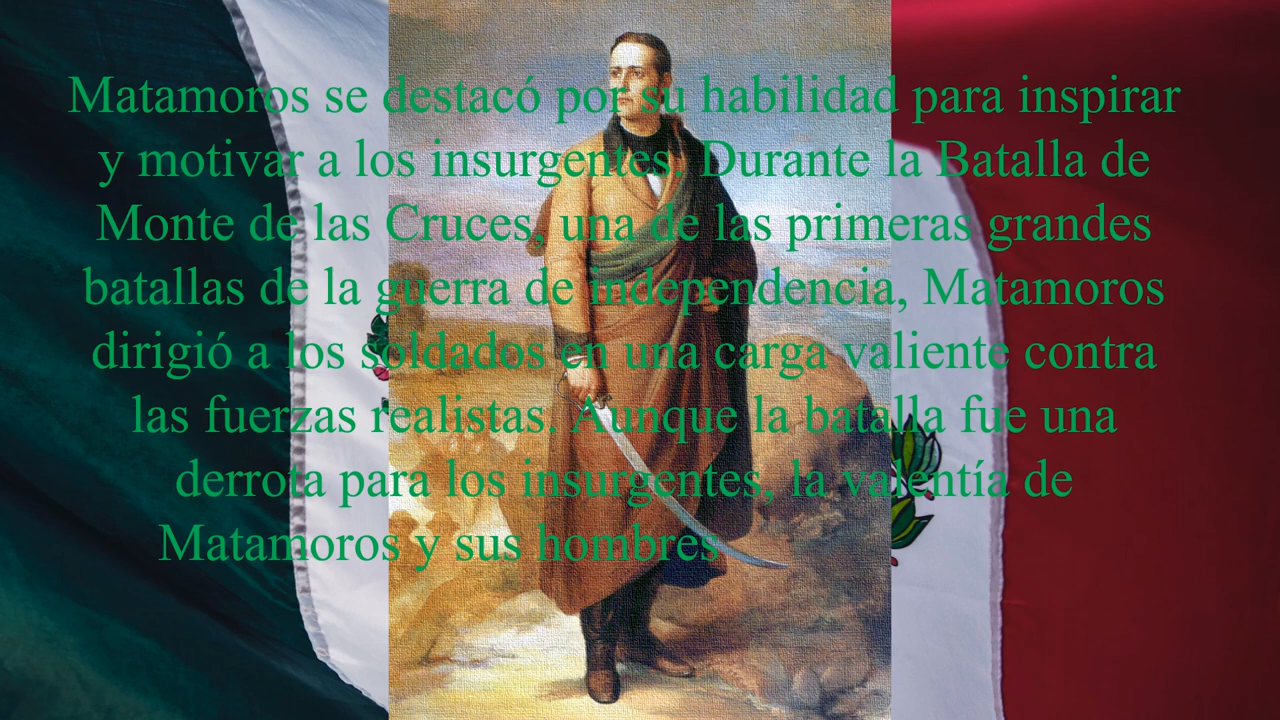 Matamoros se destacó por su habilidad para inspirar
y motivar a los insurgentes. Durante la Batalla de
Monte de las Cruces, una de las primeras grandes
batallas de la guerra de independencia, Matamoros
dirigió a los soldados en una carga valiente contra
las fuerzas realistas. Aunque la batalla fue una
derrota para los insurgentes, la valentía de
Matamoros y sus hombres